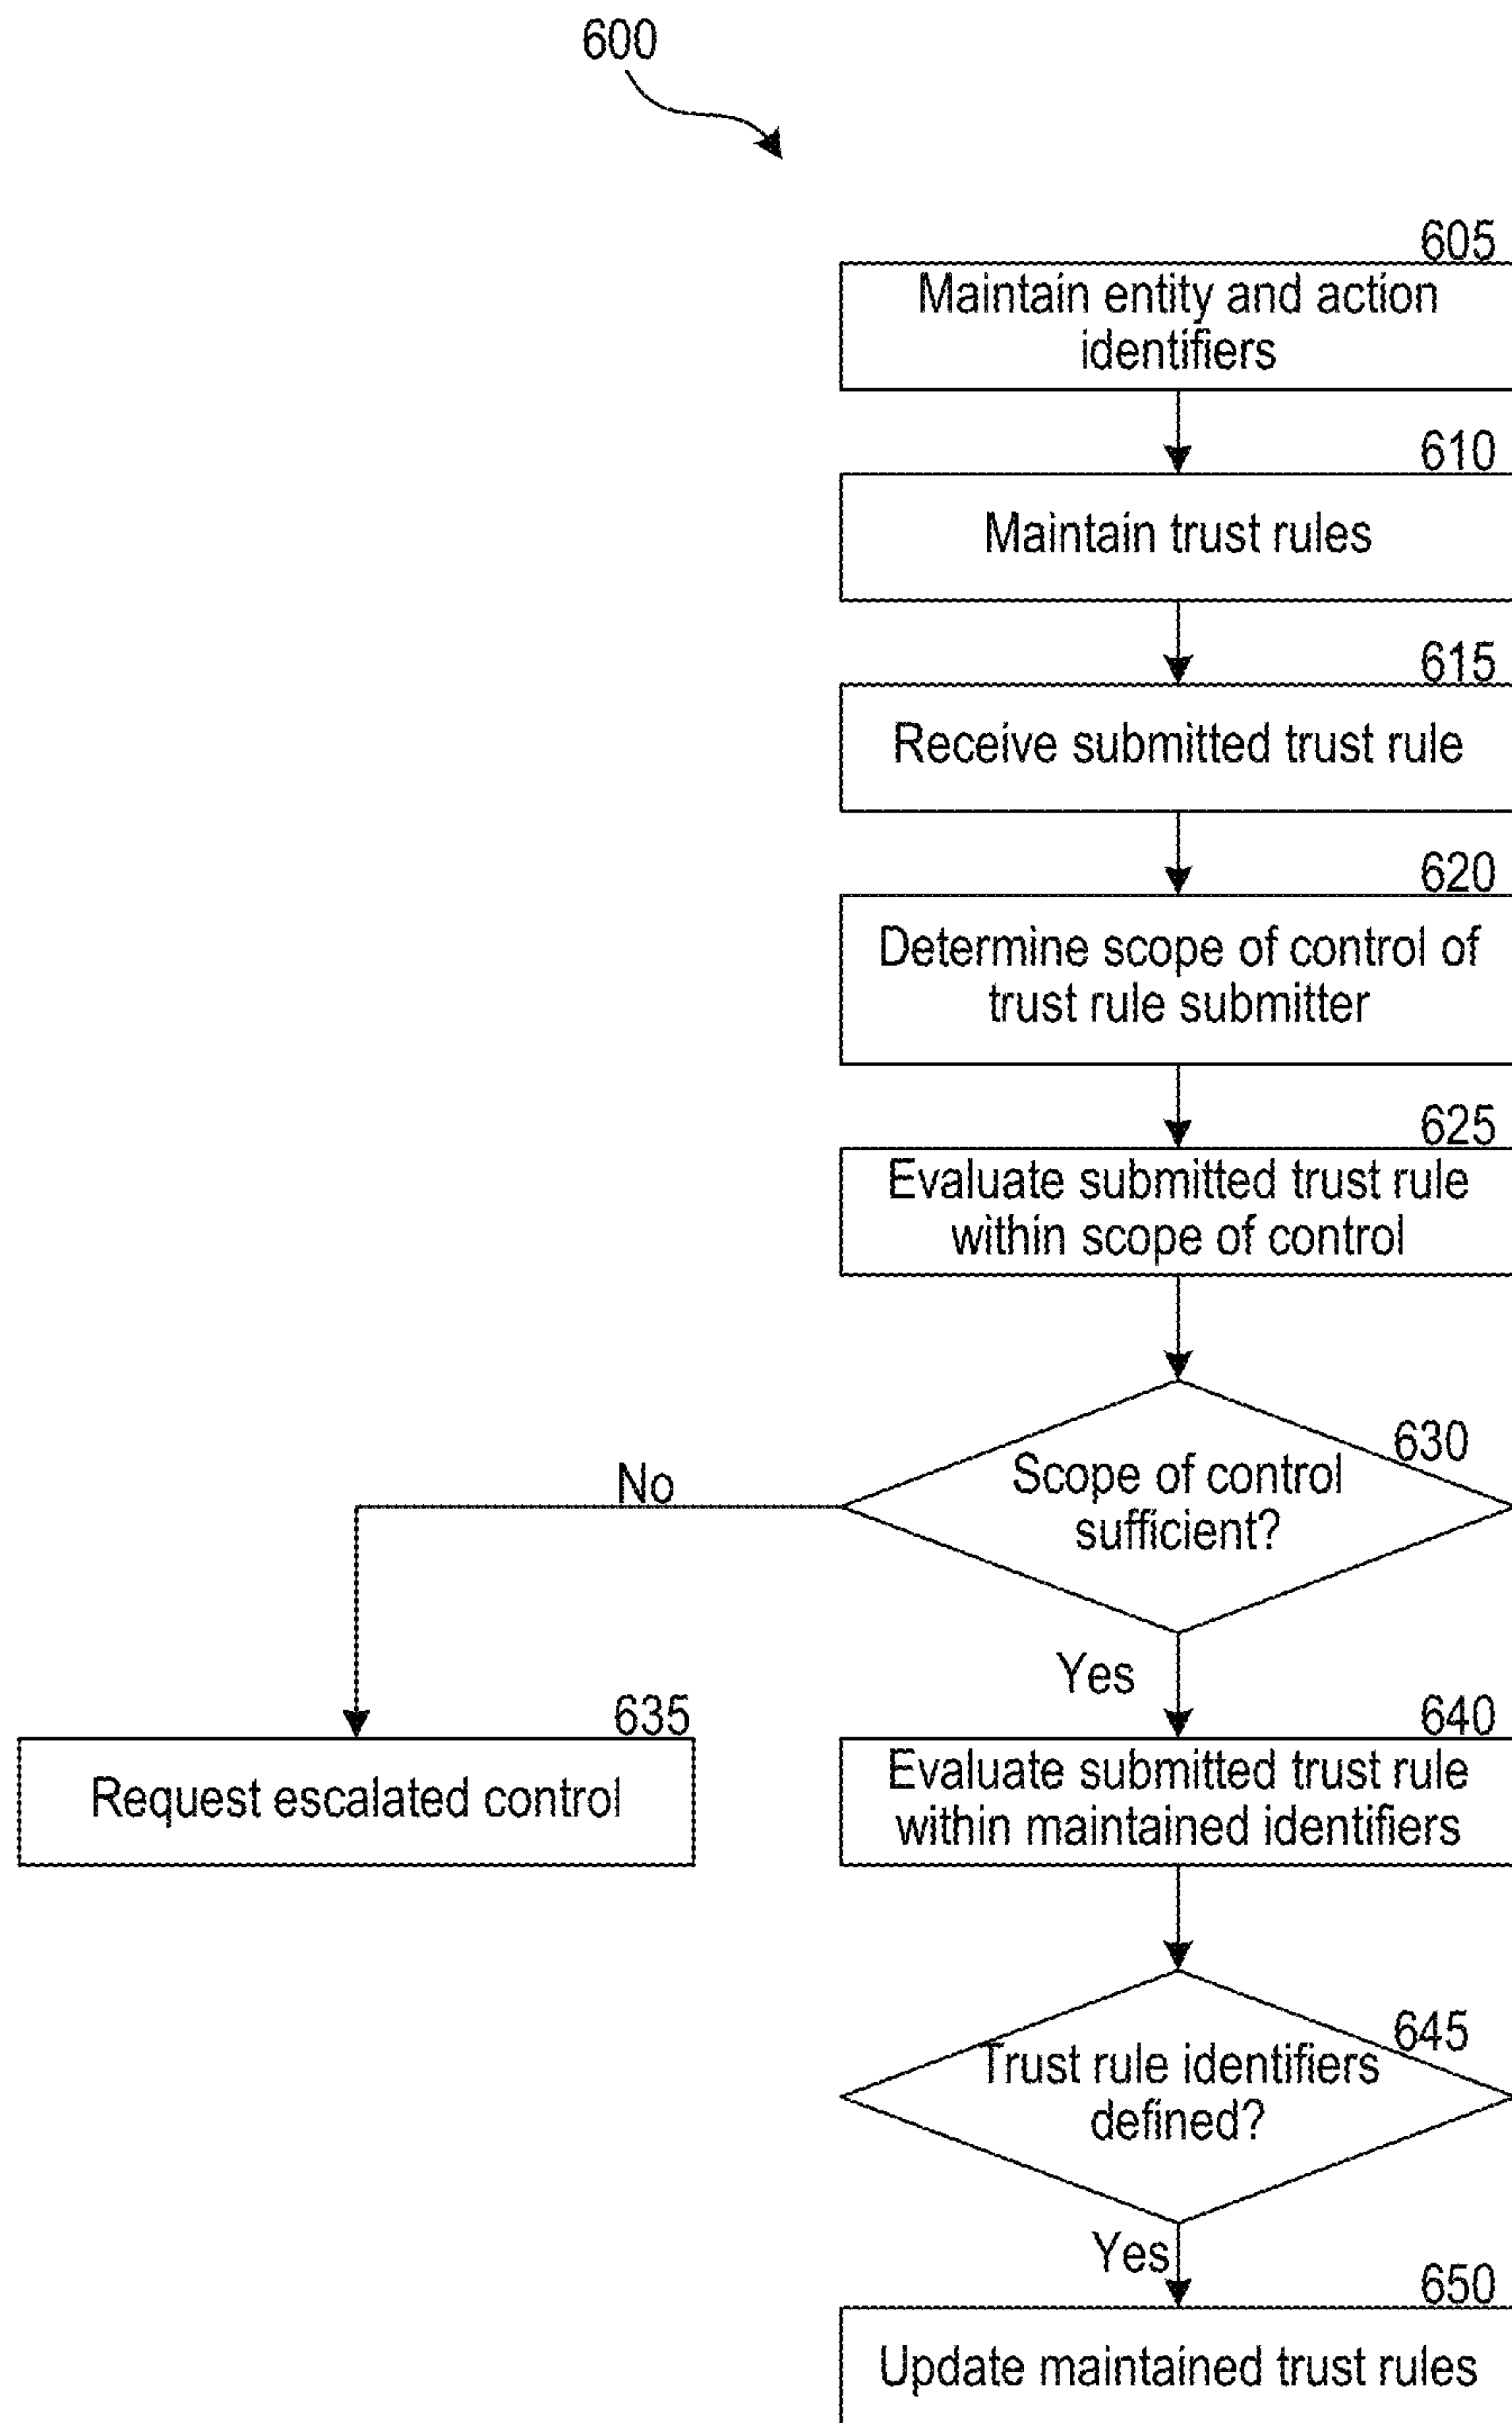 600
605
Maintain entity and action
identifiers
610
Maintain trust rules
615
Receive submitted trust rule
620
Determine scope of control of
trust rule submitter
625
Evaluate submitted trust rule
within scope of control
630
Scope of control
sufficient?
No
Yes
635
Request escalated control
640
Evaluate submitted trust rule
within maintained identifiers
645
Trust rule identifiers
defined?
Yes
650
Update maintained trust rules